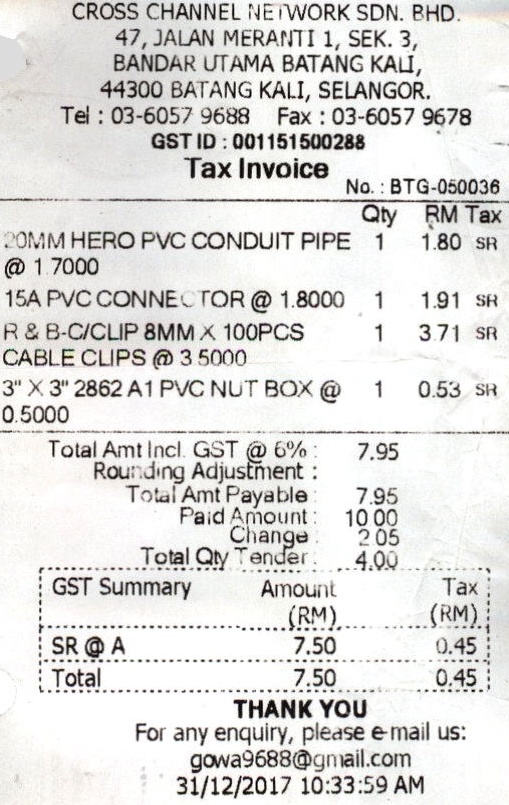 CROSS CHANNEL NETWORK SDN. BHD.
47, JALAN MERANTI 1, SEK. 3,
BANDAR UTAMA BATANG KALI,
44300 BATANG KALI, SELANGOR.
Tel : 03-6057 9688 Fax : 03-6057 9678
GST ID : 001151500288
Tax Invoice
No. : BTG-050036
Qty RM Tax
20MM HERO PVC CONDUIT PIPE 1 1.80 SR
@ 1.7000
15A PVC CONNECTOR @ 1.8000 1 1.91 SR
R & B-C/CLIP 8MM X 100PCS 1 3.71 SR
CABLE CLIPS @ 3.5000
3" X 3" 2862 A1 PVC NUT BOX @ 1 0.53 SR
0.5000
Total Amt Incl. GST @ 6% : 7.95
Rounding Adjustment :
Total Amt Payable : 7.95
Paid Amount : 10.00
Change : 2.05
Total Qty Tender : 4.00
GST Summary Amount Tax
(RM) (RM)
SR @ A 7.50 0.45
Total 7.50 0.45
THANK YOU
For any enquiry, please e-mail us:
gowa9688@gmail.com
31/12/2017 10:33:59 AM